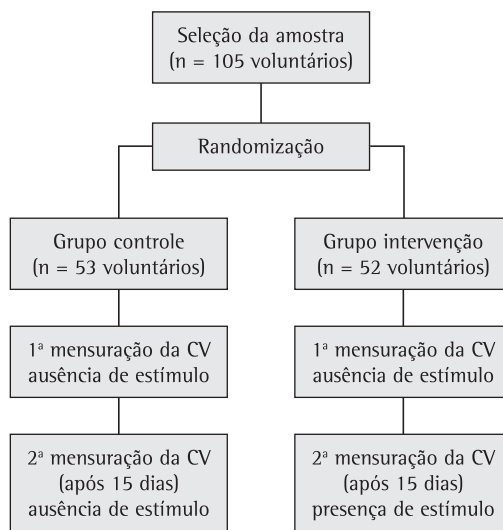 Seleção da amostra
(n = 105 voluntários)
Randomização
Grupo controle
(n = 53 voluntários)
Grupo intervenção
(n = 52 voluntários)
1ª mensuração da CV
ausência de estímulo
1ª mensuração da CV
ausência de estímulo
2ª mensuração da CV
(após 15 dias)
ausência de estímulo
2ª mensuração da CV
(após 15 dias)
presença de estímulo